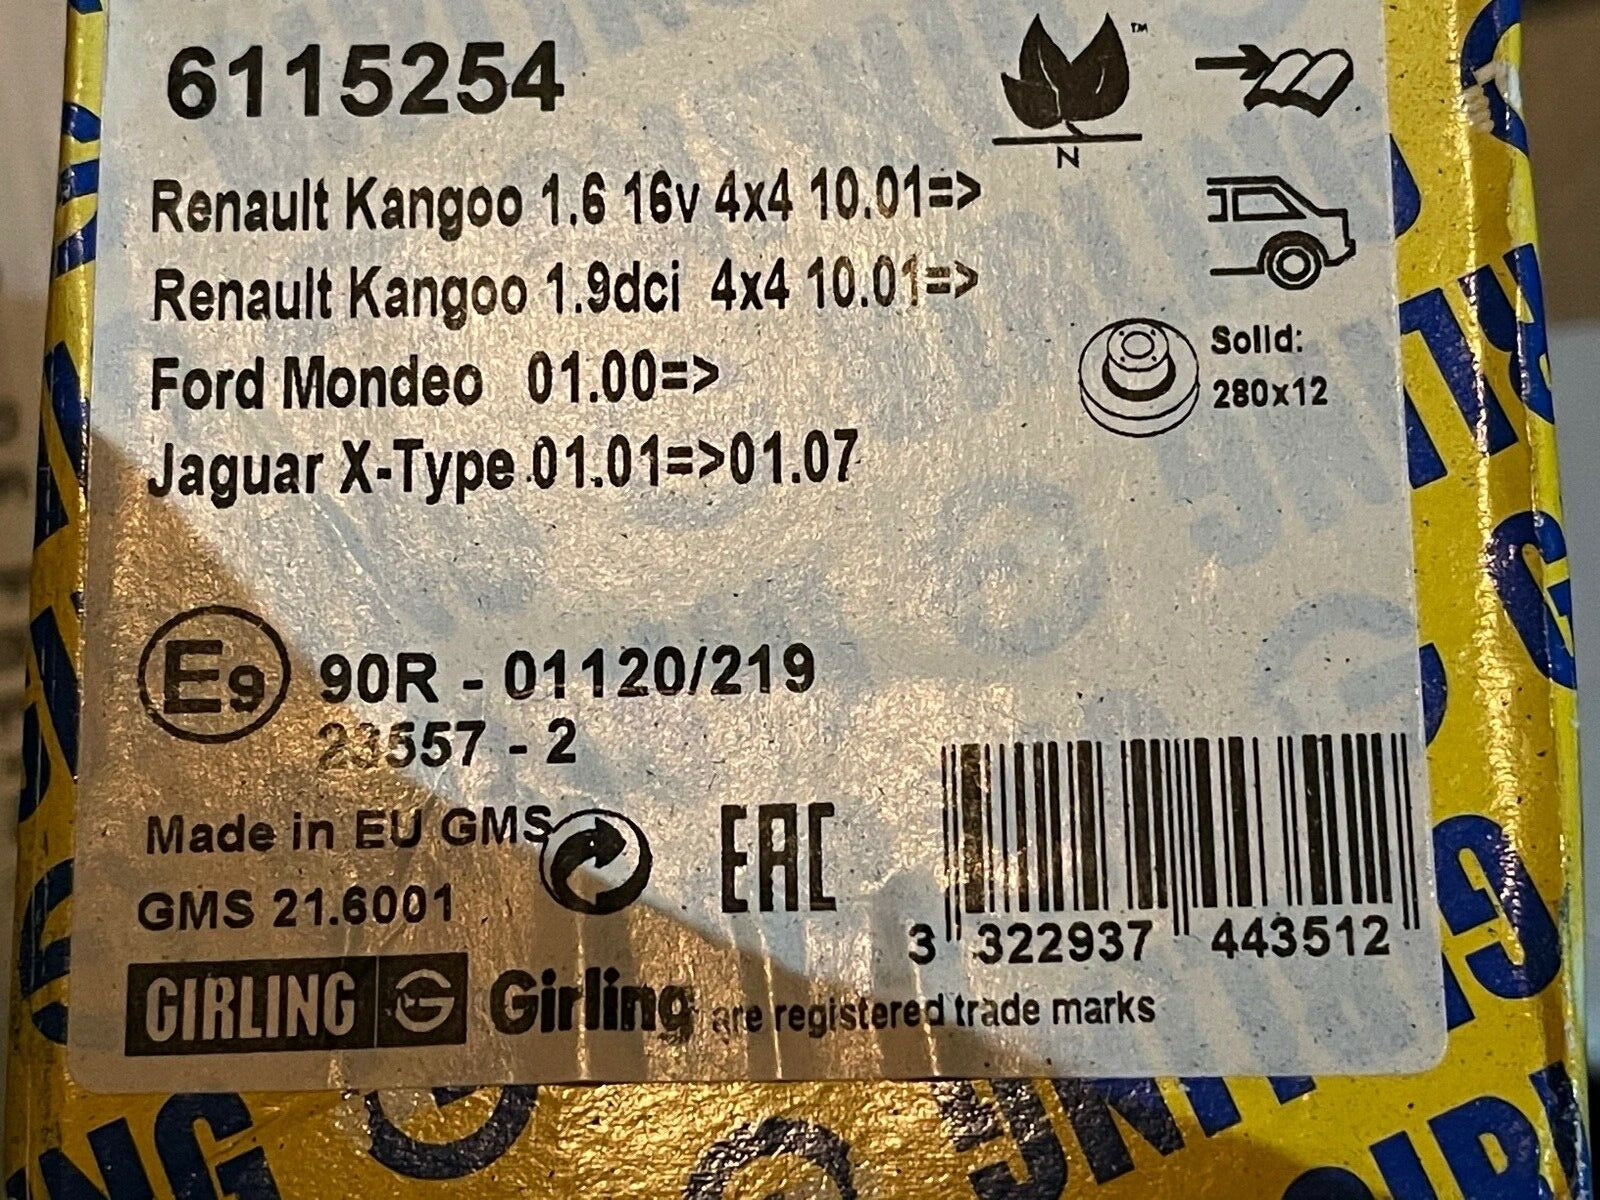 6115254
TM
N
Renault Kangoo 1.6 16v 4x4 10.01=>
Renault Kangoo 1.9dci 4x4 10.01=>
Ford Mondeo 01.00=>
Jaguar X-Type 01.01=>01.07
Solid:
280x12
E9 90R - 01120/219
23557 - 2
Made in EU GMS
GMS 21.6001
EAC
3 322937 443512
GIRLING G Girling are registered trade marks
GIRLING